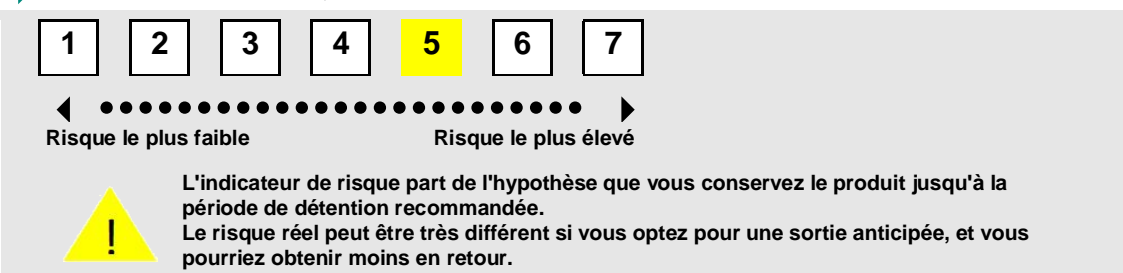 1 2 3 4 5 6 7
Risque le plus faible Risque le plus élevé
L'indicateur de risque part de l'hypothèse que vous conservez le produit jusqu'à la
période de détention recommandée.
!
Le risque réel peut être très différent si vous optez pour une sortie anticipée, et vous
pourriez obtenir moins en retour.